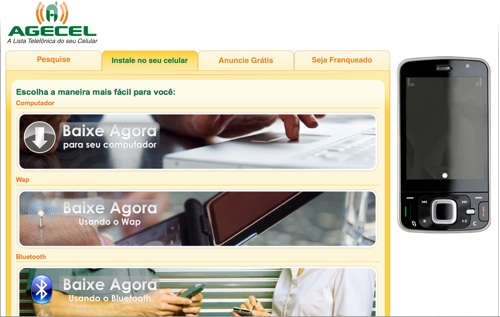 AGECEL
A Lista Telefônica do seu Celular
Pesquise
Instale no seu celular
Anuncie Grátis
Seja Franqueado
Escolha a maneira mais fácil para você:
Computador
Baixe Agora
para seu computador
Wap
Baixe Agora
Usando o Wap
Bluetooth
Baixe Agora
Usando o Bluetooth